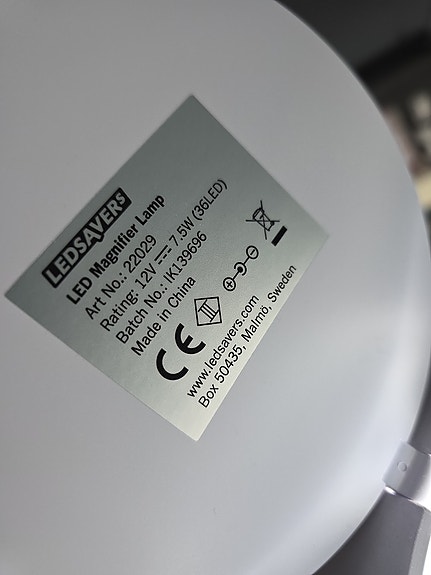 LEDSAVERS
LED Magnifier Lamp
Art No.: 22029
Rating: 12V⎓7.5W (36LED)
Batch No.: IK139696
Made in China
CE III
www.ledsavers.com
Box 50435, Malmö, Sweden